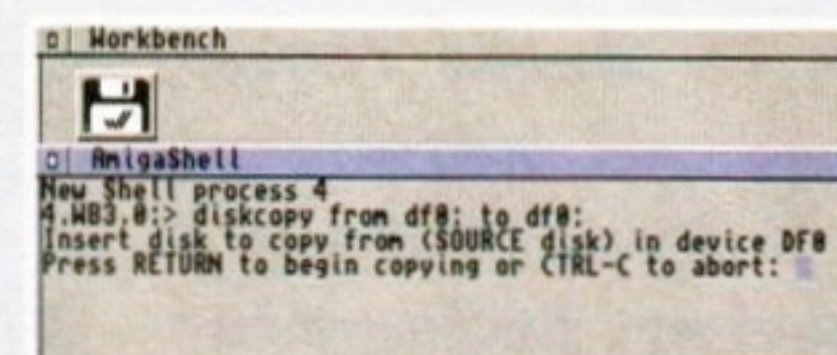 Workbench
AmigaShell
New Shell process 4
4.WB3.0:> diskcopy from df0: to df0:
Insert disk to copy from (SOURCE disk) in device DF0
Press RETURN to begin copying or CTRL-C to abort: